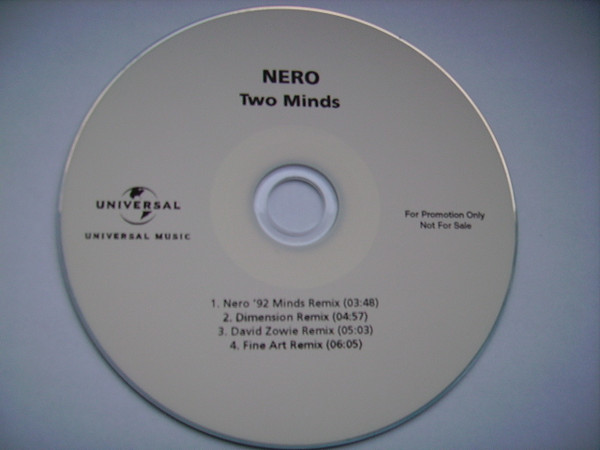 NERO
Two Minds
UNIVERSAL
UNIVERSAL MUSIC
For Promotion Only
Not For Sale
1. Nero '92 Minds Remix (03:48)
2. Dimension Remix (04:57)
3. David Zowie Remix (05:03)
4. Fine Art Remix (06:05)